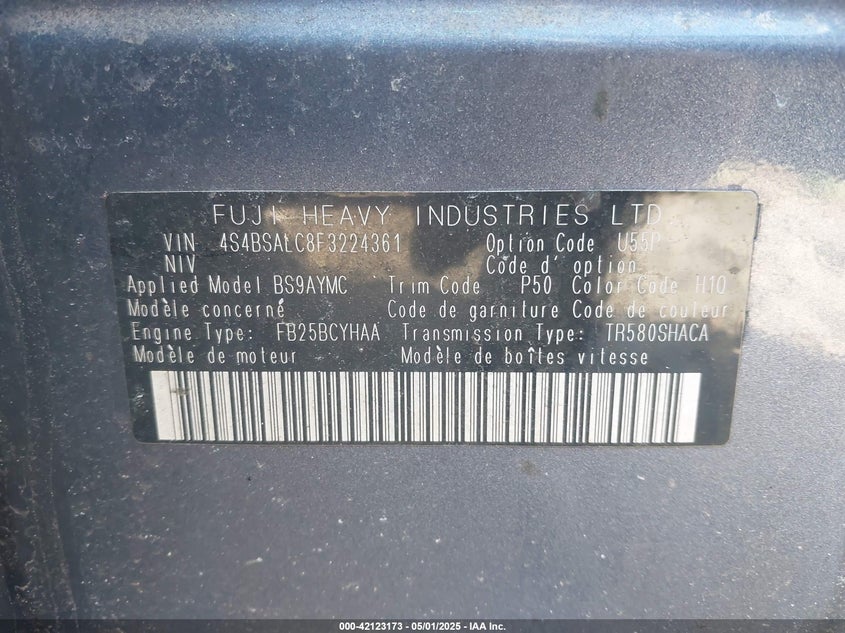 FUJI HEAVY INDUSTRIES LTD
VIN 4S4BSALC8F3224361 Option Code U55P
NIV Code d'option
Applied Model BS9AYMC Trim Code P50 Color Code H1Q
Modèle concerné Code de garniture Code de couleur
Engine Type: FB25BCYHAA Transmission Type: TR580SHACA
Modèle de moteur Modèle de boîtes vitesse
000-42123173 - 05/01/2025 - IAA Inc.